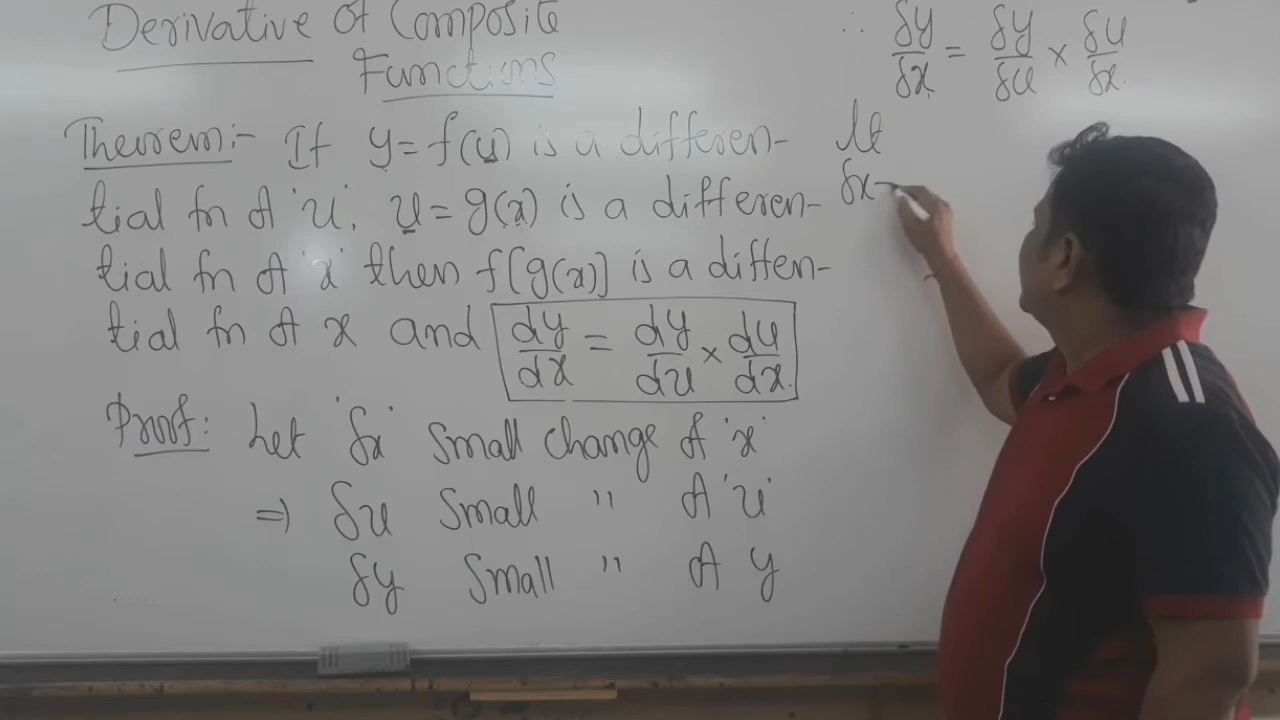 Derivative Of Composite
Functions
Theorem:- If y = f(u) is a differen-
tial fn of 'u', u = g(x) is a differen-
tial fn of 'x' then f[g(x)] is a differen-
tial fn of x and dy/dx = dy/du × du/dx.
Proof: Let 'δx' Small change of 'x'
⇒ δu Small " of 'u'
δy Small " of y
∴ δy/δx = δy/δu × δu/δx.
lt
δx→